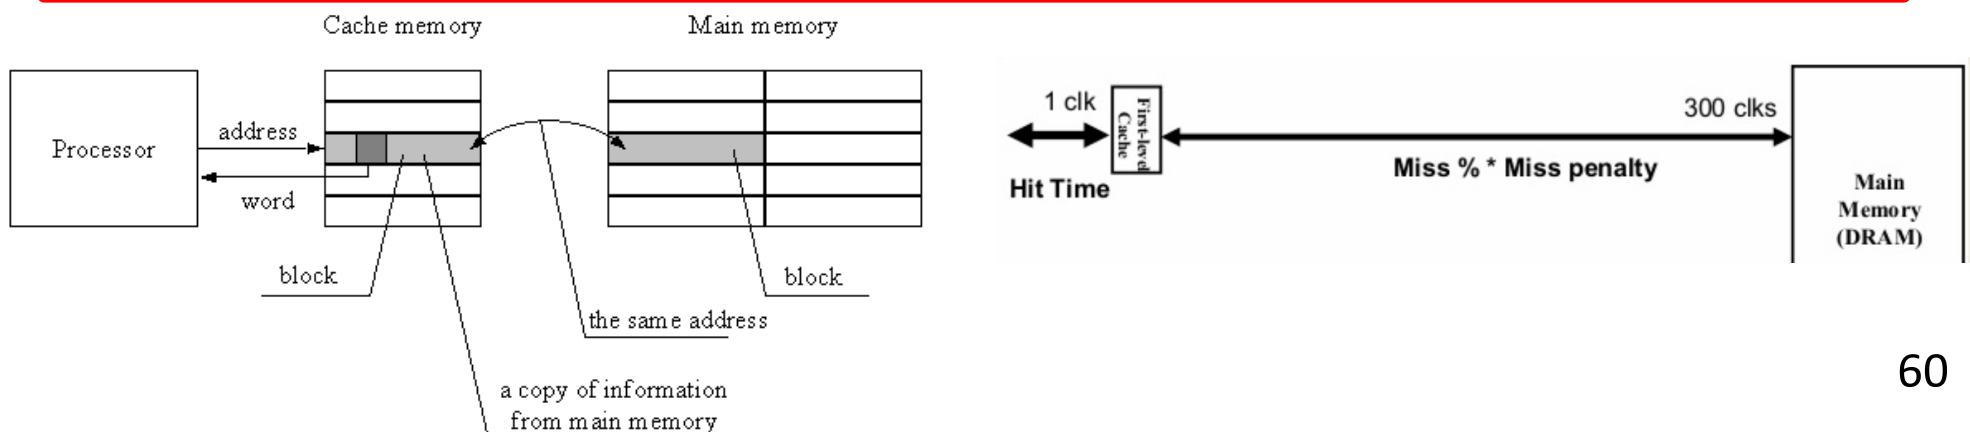 Cache memory
Main memory
Processor
address
word
block
block
the same address
a copy of information
from main memory
1 clk
First-level
Cache
300 clks
Hit Time
Miss % * Miss penalty
Main
Memory
(DRAM)
60